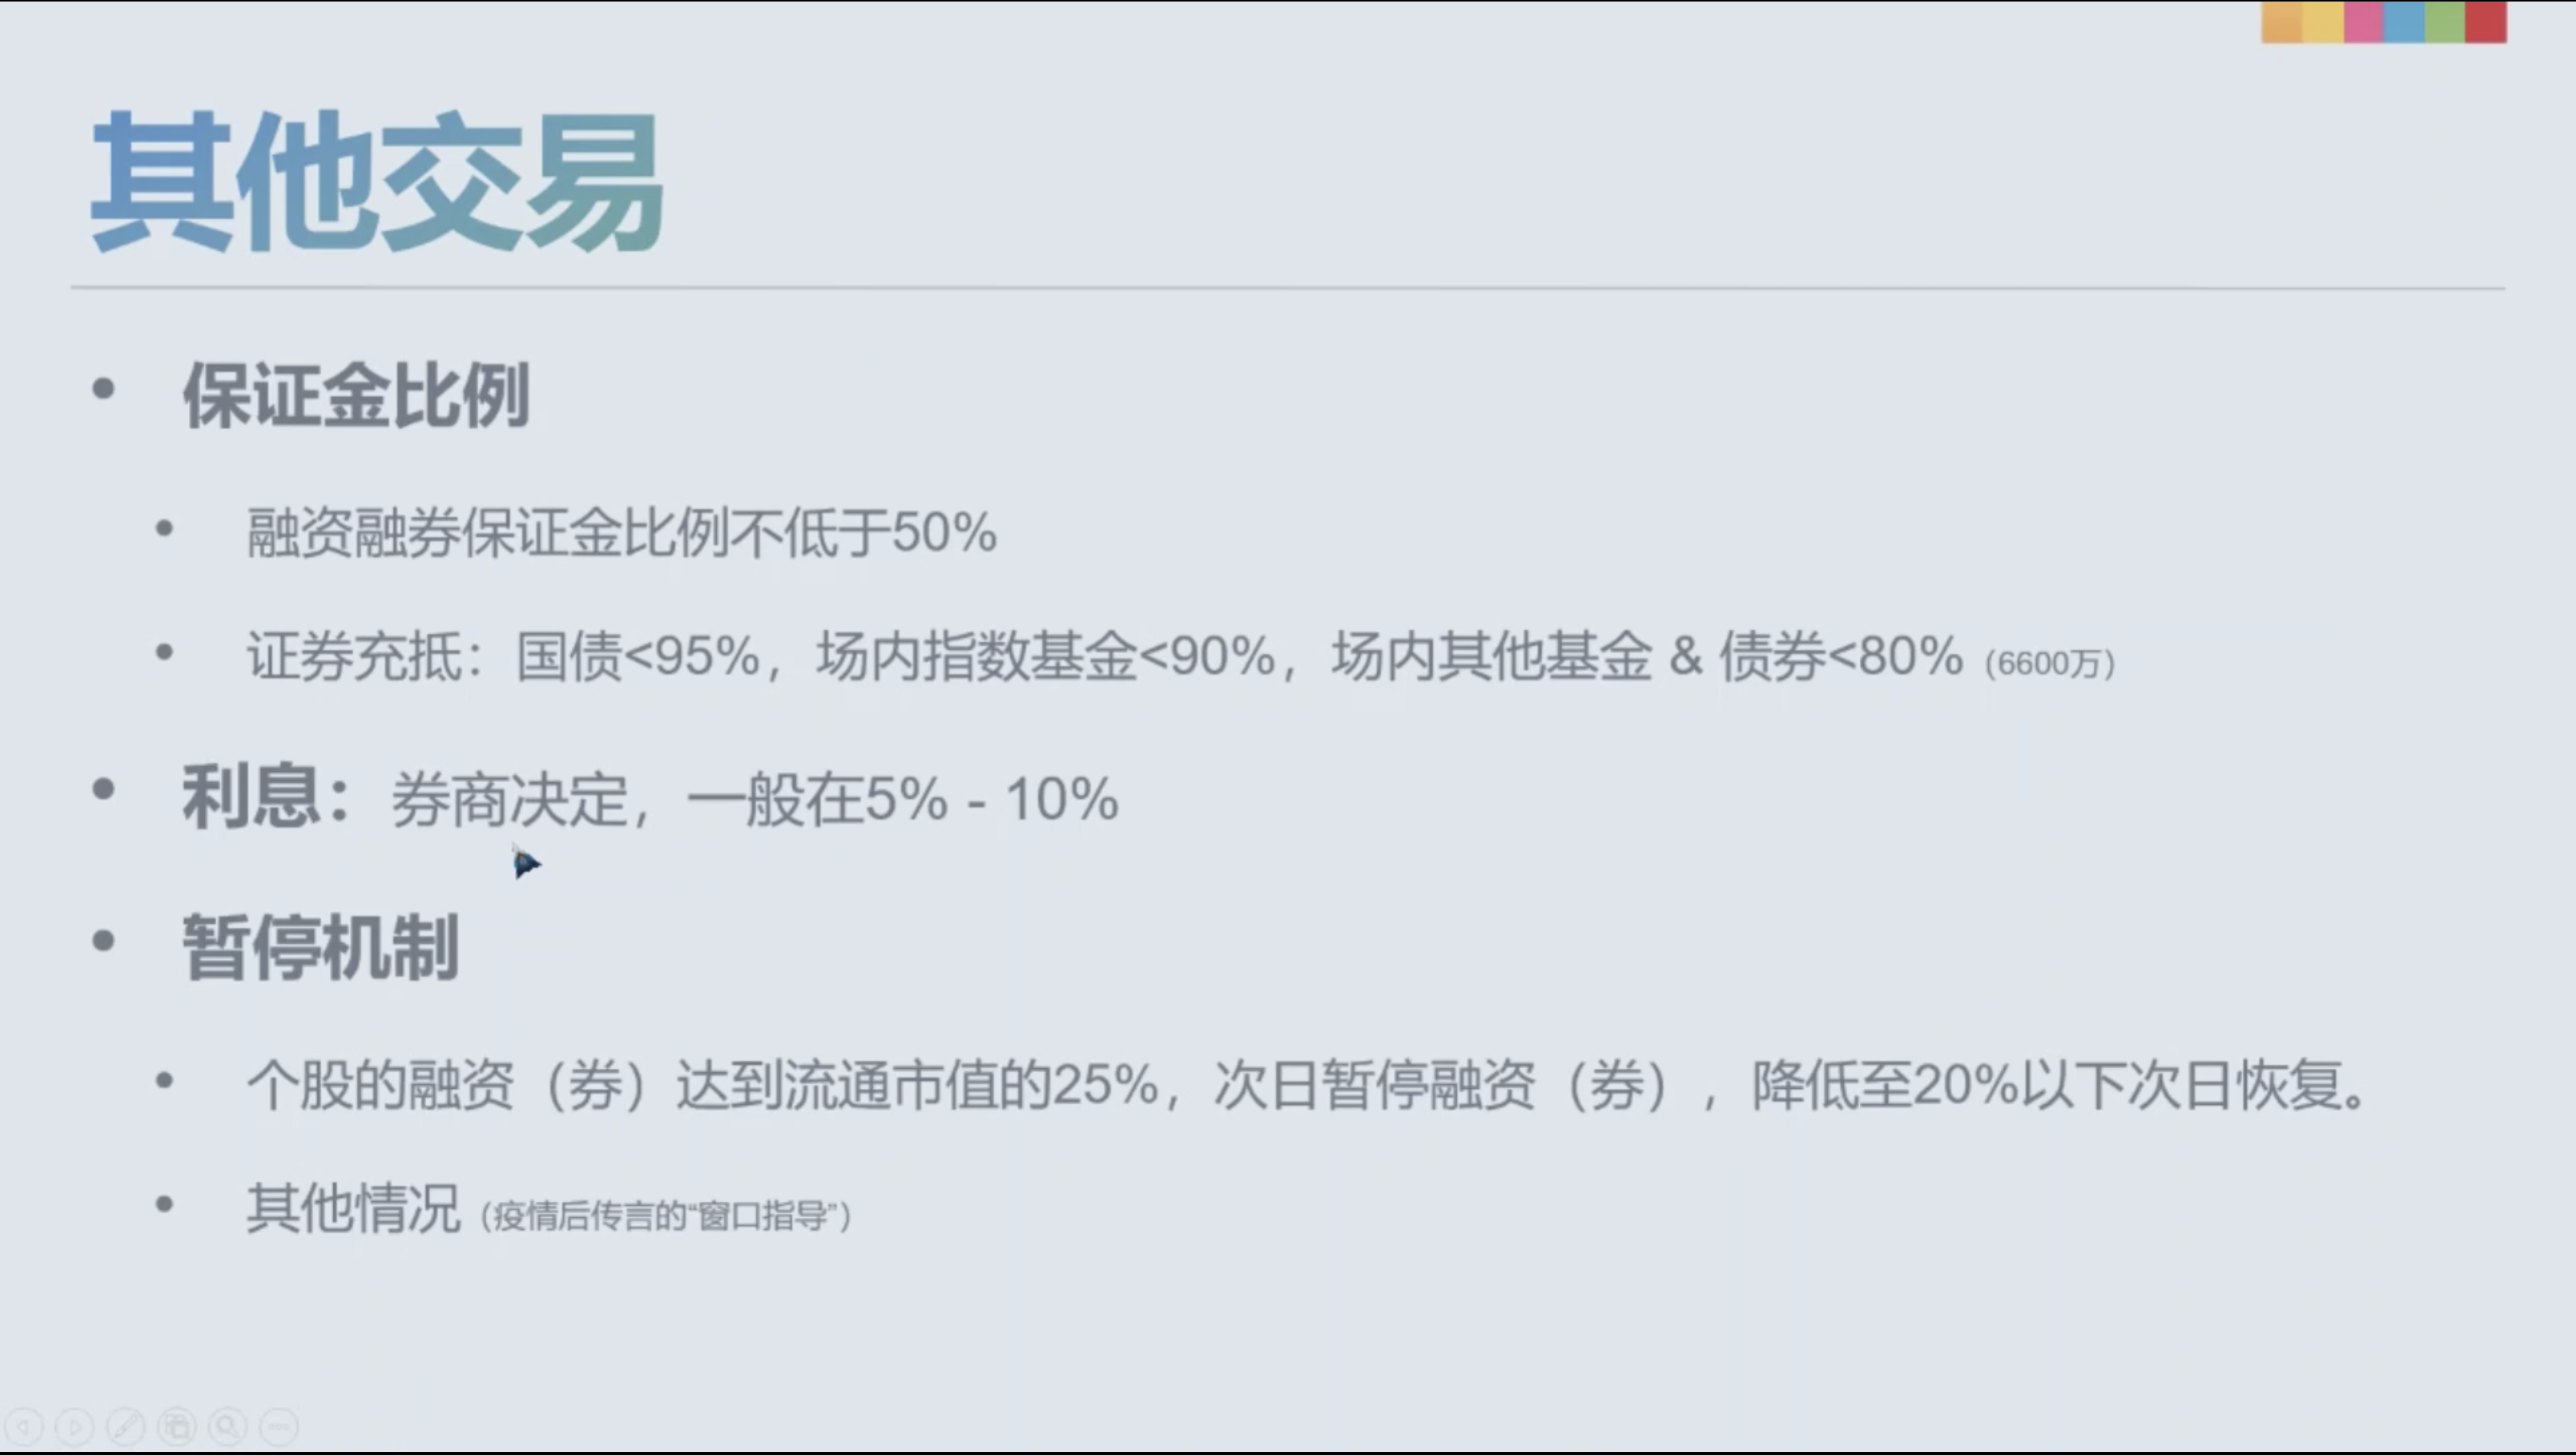 其他交易
保证金比例
融资融券保证金比例不低于50%
证券充抵：国债<95%，场内指数基金<90%，场内其他基金 & 债券<80%（6600万）
利息：券商决定，一般在5% - 10%
暂停机制
个股的融资（券）达到流通市值的25%，次日暂停融资（券），降低至20%以下次日恢复。
其他情况（疫情后传言的“窗口指导”）